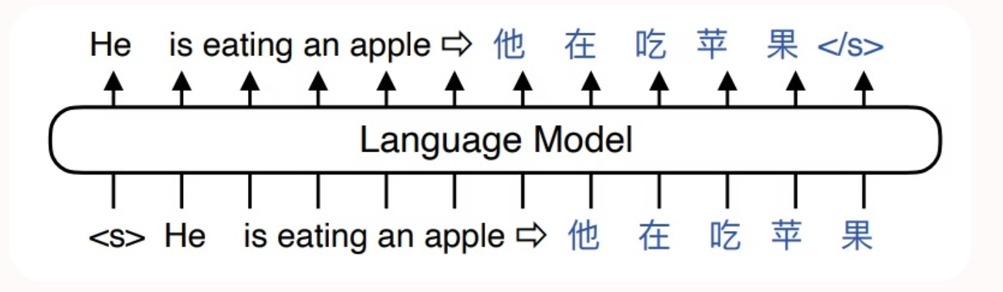 He is eating an apple ⇨ 他 在 吃 苹 果 </s>
Language Model
<s> He is eating an apple ⇨ 他 在 吃 苹 果